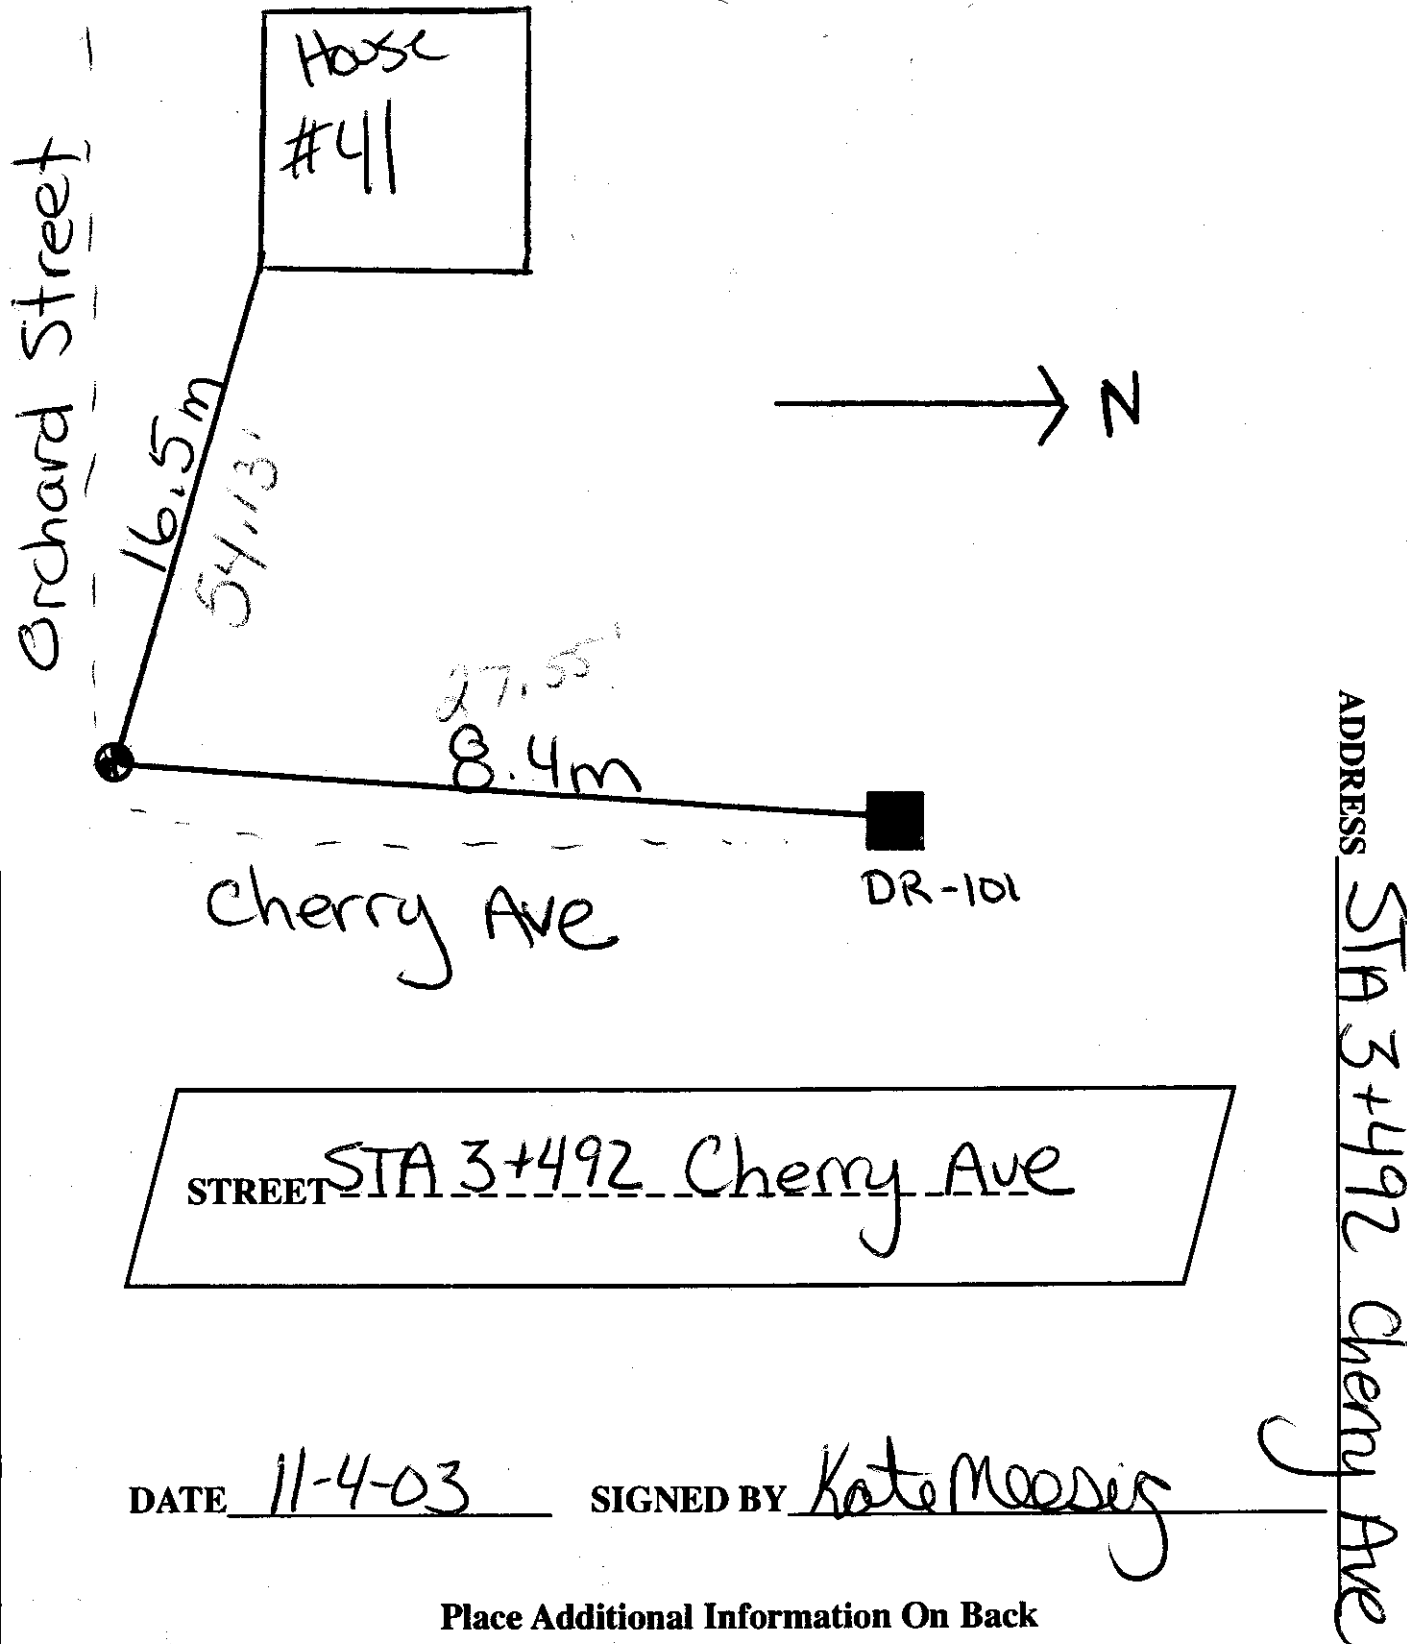 House
#41
Orchard Street
16.5m
54.13'
N
27.55'
8.4m
DR-101
Cherry Ave
ADDRESS STA 3+492 Cherry Ave
STREET STA 3+492 Cherry Ave
DATE 11-4-03 SIGNED BY Kate
Place Additional Information On Back